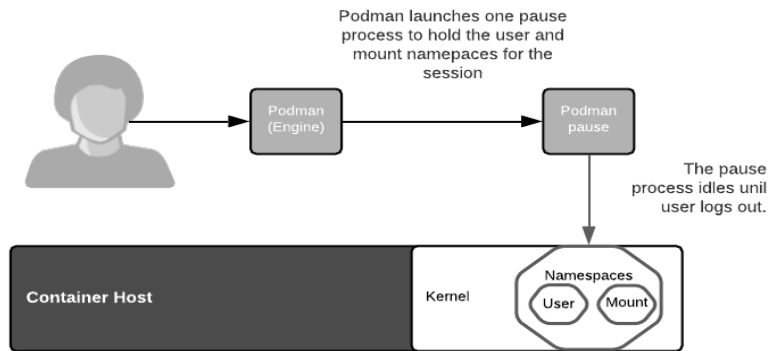 Podman launches one pause
process to hold the user and
mount namepaces for the
session
Podman
(Engine)
Podman
pause
The pause
process idles unil
user logs out.
Container Host
Kernel
Namespaces
User
Mount